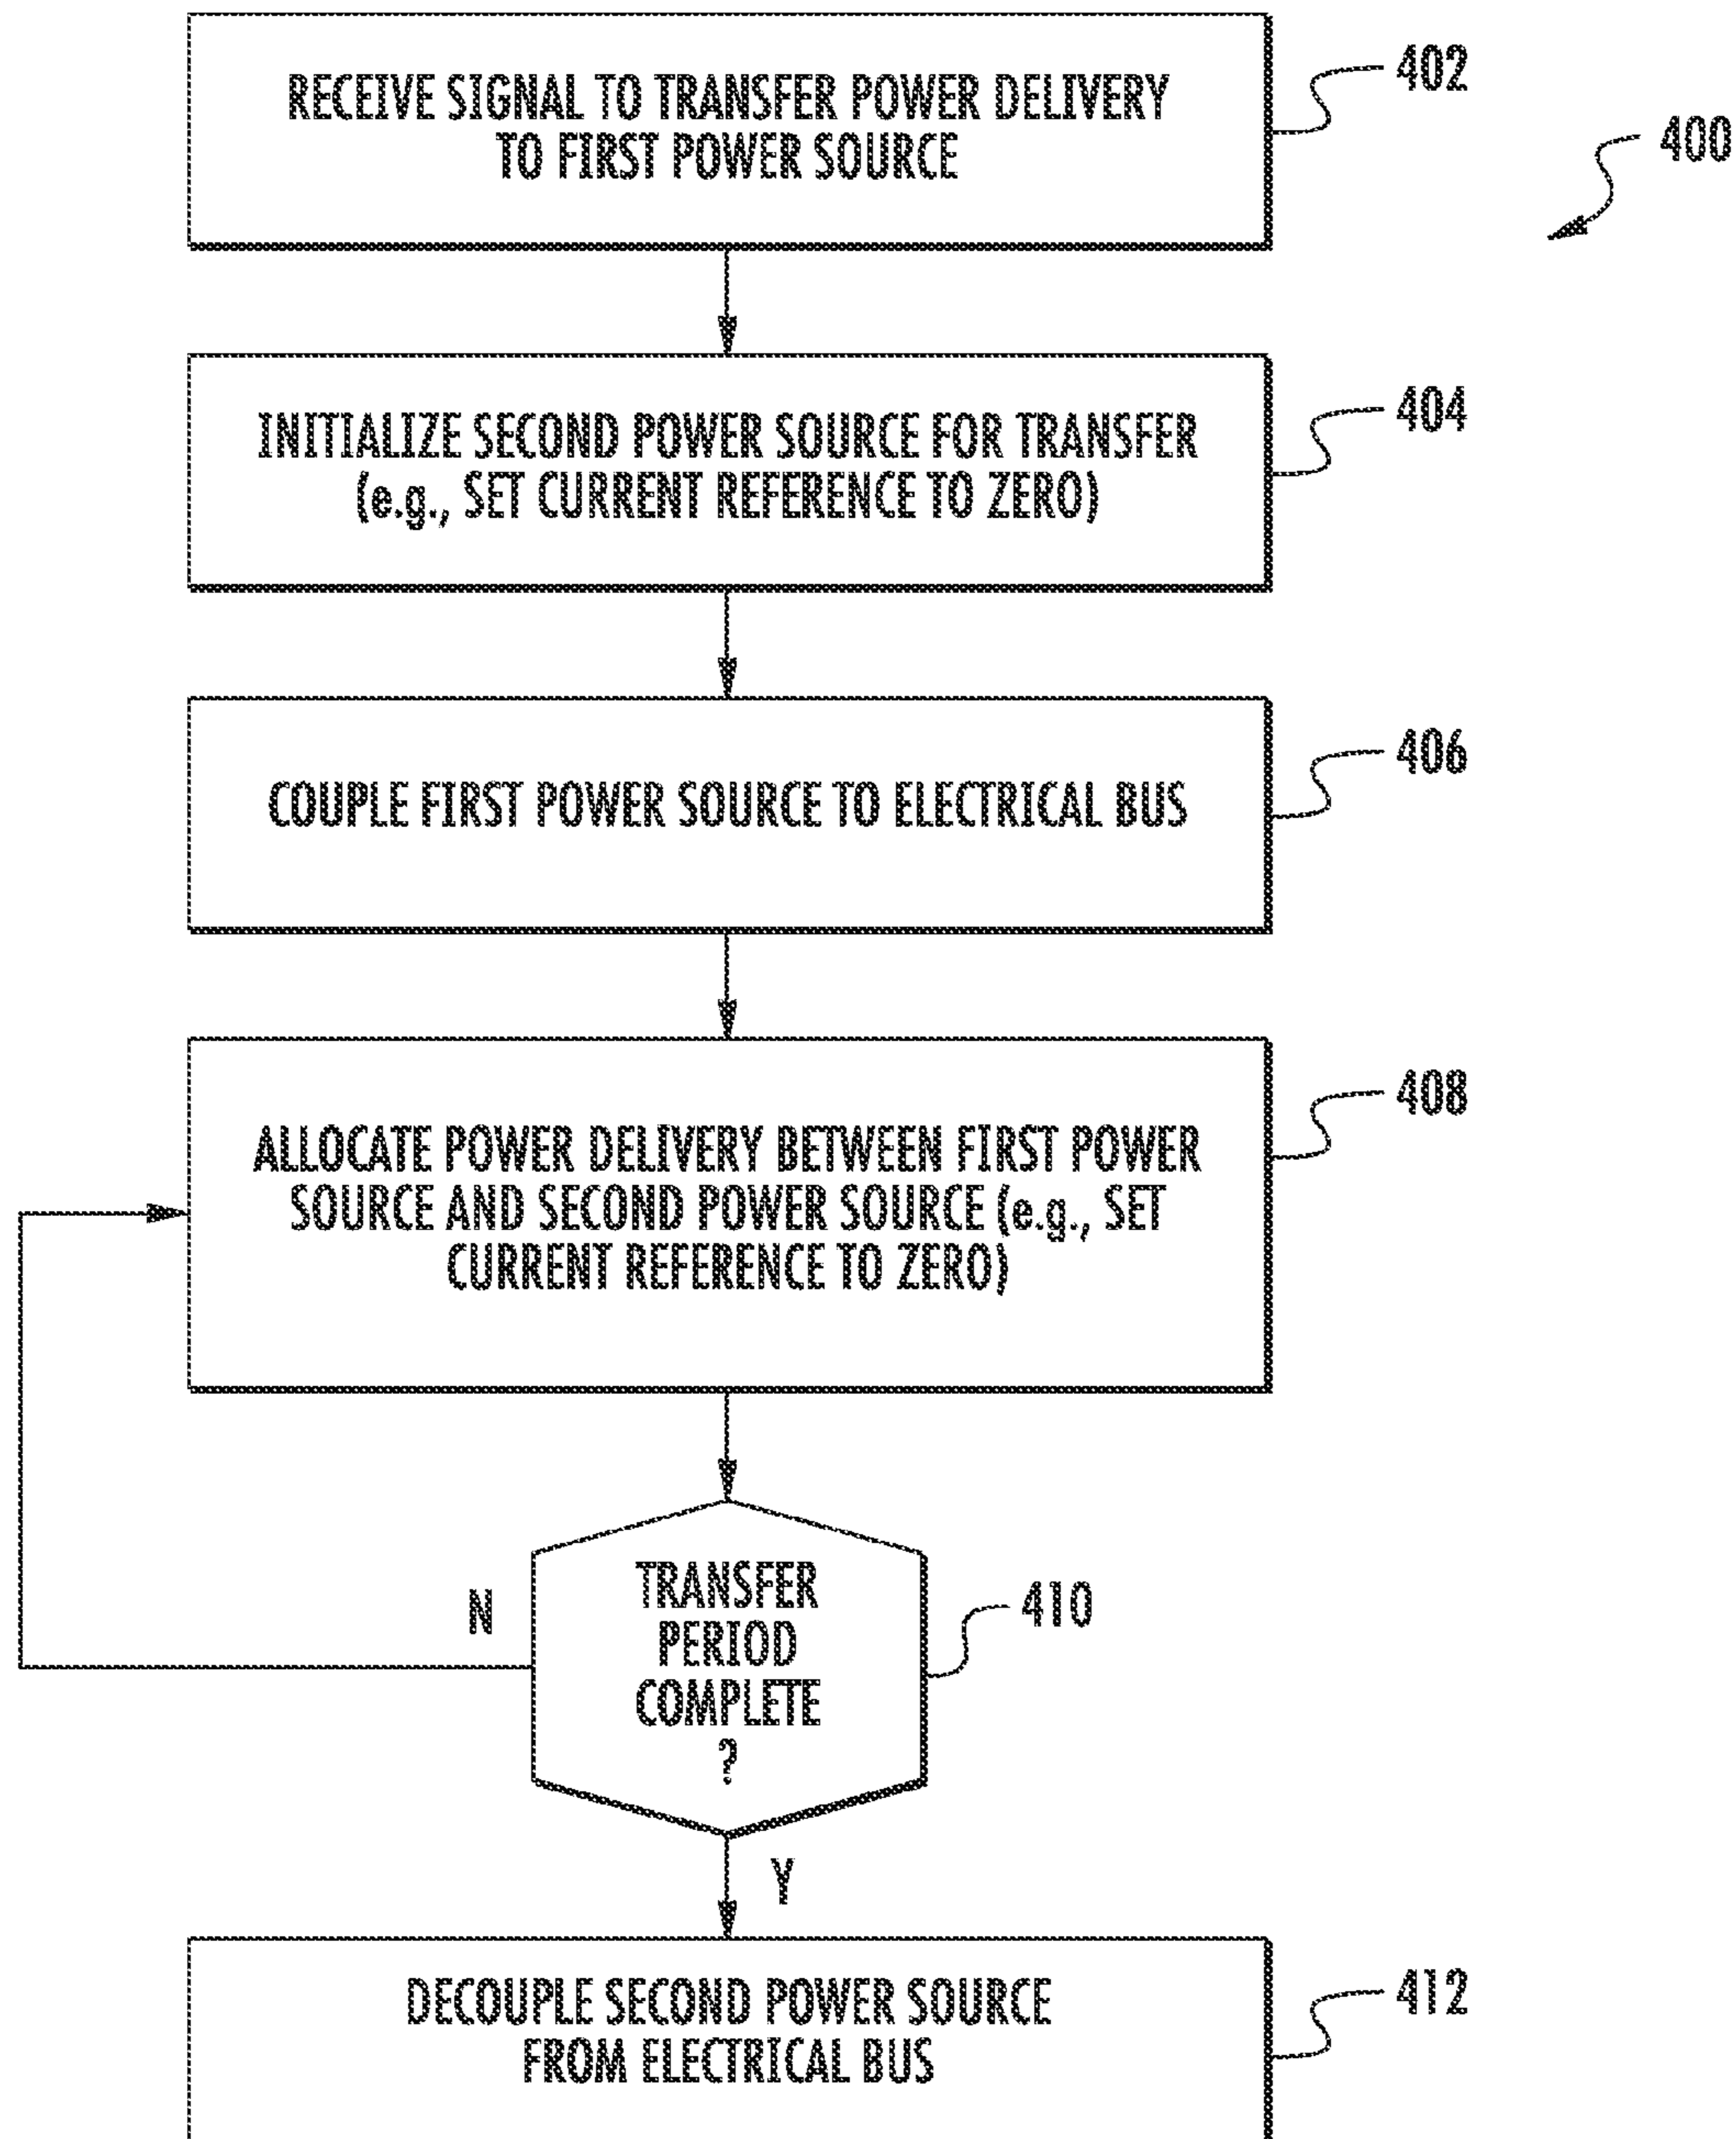 RECEIVE SIGNAL TO TRANSFER POWER DELIVERY
TO FIRST POWER SOURCE
402
400
INITIALIZE SECOND POWER SOURCE FOR TRANSFER
(e.g., SET CURRENT REFERENCE TO ZERO)
404
COUPLE FIRST POWER SOURCE TO ELECTRICAL BUS
406
ALLOCATE POWER DELIVERY BETWEEN FIRST POWER
SOURCE AND SECOND POWER SOURCE (e.g., SET
CURRENT REFERENCE TO ZERO)
408
TRANSFER
PERIOD
COMPLETE
?
410
N
Y
DECOUPLE SECOND POWER SOURCE
FROM ELECTRICAL BUS
412